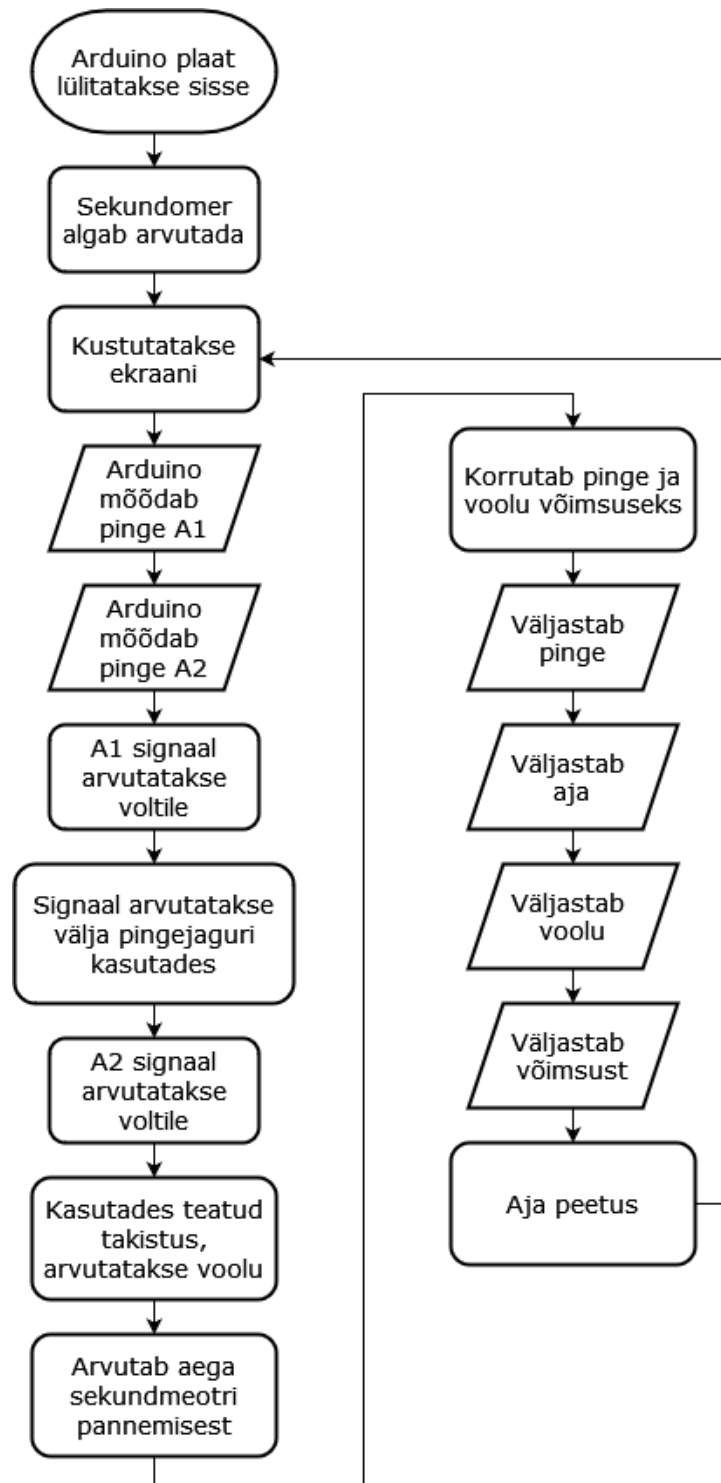 Arduino plaat
lülitatakse sisse
Sekundomer
algab arvutada
Kustutatakse
ekraani
Arduino
mõõdab
pinge A1
Arduino
mõõdab
pinge A2
A1 signaal
arvutatakse
voltile
Signaal arvutatakse
välja pingejaguri
kasutades
A2 signaal
arvutatakse
voltile
Kasutades teatud
takistus,
arvutatakse voolu
Arvutab aega
sekundmeotri
pannemisest
Korrutab pinge ja
voolu võimsuseks
Väljastab
pinge
Väljastab
aja
Väljastab
voolu
Väljastab
võimsust
Aja peetus